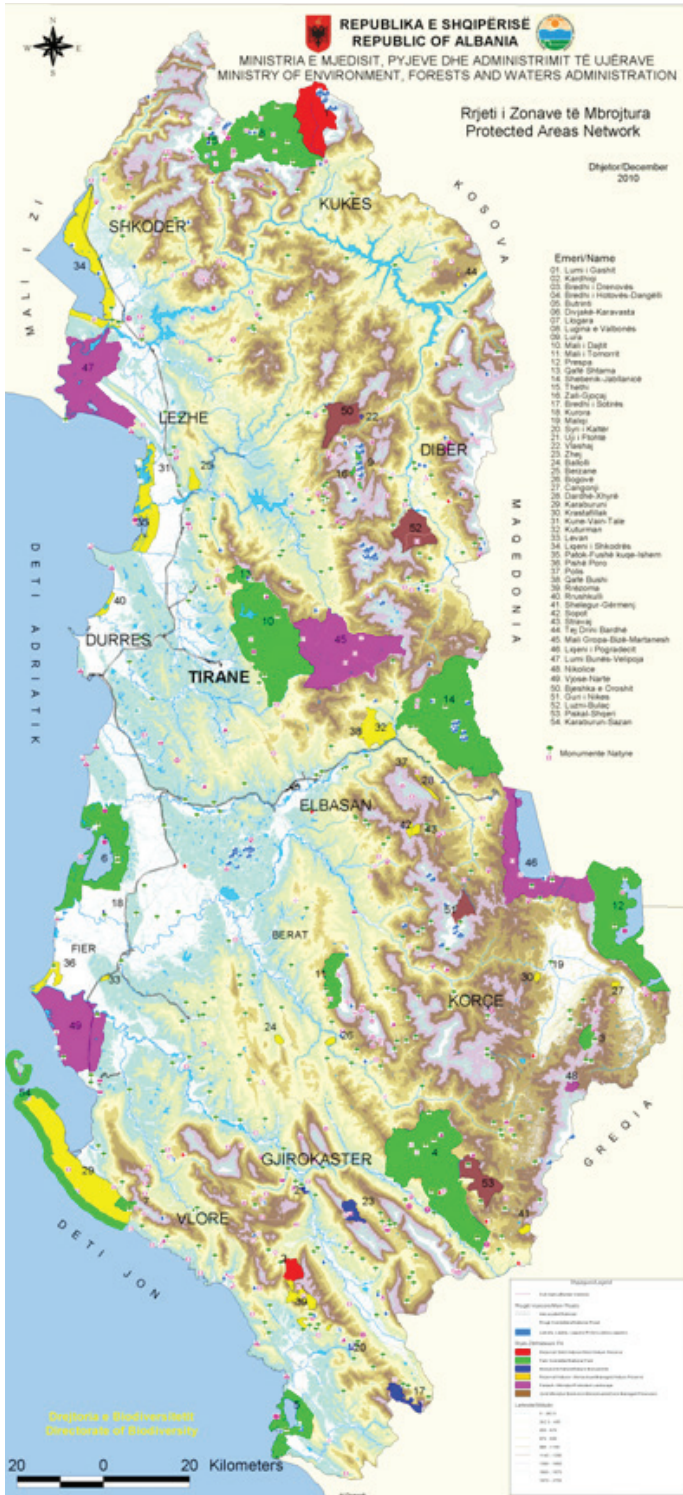 REPUBLIKA E SHQIPËRISË
REPUBLIC OF ALBANIA
MINISTRIA E MJEDISIT, PYJEVE DHE ADMINISTRIMIT TË UJËRAVE
MINISTRY OF ENVIRONMENT, FORESTS AND WATERS ADMINISTRATION
N
W E
S
Rrjeti i Zonave të Mbrojtura
Protected Areas Network
Dhjetor/December
2010
KOSOVA
MALI I ZI
MAQEDONIA
DETI ADRIATIK
DETI JON
GREQIA
SHKODER
KUKES
LEZHE
DIBER
DURRES
TIRANE
ELBASAN
BERAT
FIER
KORCE
GJIROKASTER
VLORE
Emeri/Name
01. Lumi i Gashit
02. Kardhiqi
03. Bredhi i Drenovës
04. Bredhi i Hotovës-Dangëlli
05. Butrinti
06. Divjakë-Karavasta
07. Llogara
08. Lugina e Valbonës
09. Lura
10. Mali i Dajtit
11. Mali i Tomorrit
12. Prespa
13. Qafë Shtama
14. Shebenik-Jabllanicë
15. Thethi
16. Zall-Gjoçaj
17. Bredhi i Sotirës
18. Kurora
19. Maliqi
20. Syri i Kaltër
21. Uji i Ftohtë
22. Vlashaj
23. Zhej
24. Balloll
25. Berzane
26. Bogovë
27. Cangonji
28. Dardhë-Xhyrë
29. Karaburuni
30. Krastafillak
31. Kune-Vain-Tale
32. Kuturman
33. Levan
34. Liqeni i Shkodrës
35. Patok-Fushë kuqe-Ishem
36. Pishë Poro
37. Polis
38. Qafë Bushi
39. Rrëzoma
40. Rrushkulli
41. Shelegur-Gërmenj
42. Sopot
43. Stravaj
44. Tej Drini Bardhë
45. Mali Gropa-Bizë-Martanesh
46. Liqeni i Pogradecit
47. Lumi Bunës-Velipoja
48. Nikolice
49. Vjose-Nartë
50. Bjeshka e Oroshit
51. Guri i Nikes
52. Luzni-Bulaç
53. Piskal-Shqeri
54. Karaburun-Sazan
Monumente Natyre
Drejtoria e Biodiversitetit
Directorate of Biodiversity
20 0 20 Kilometers